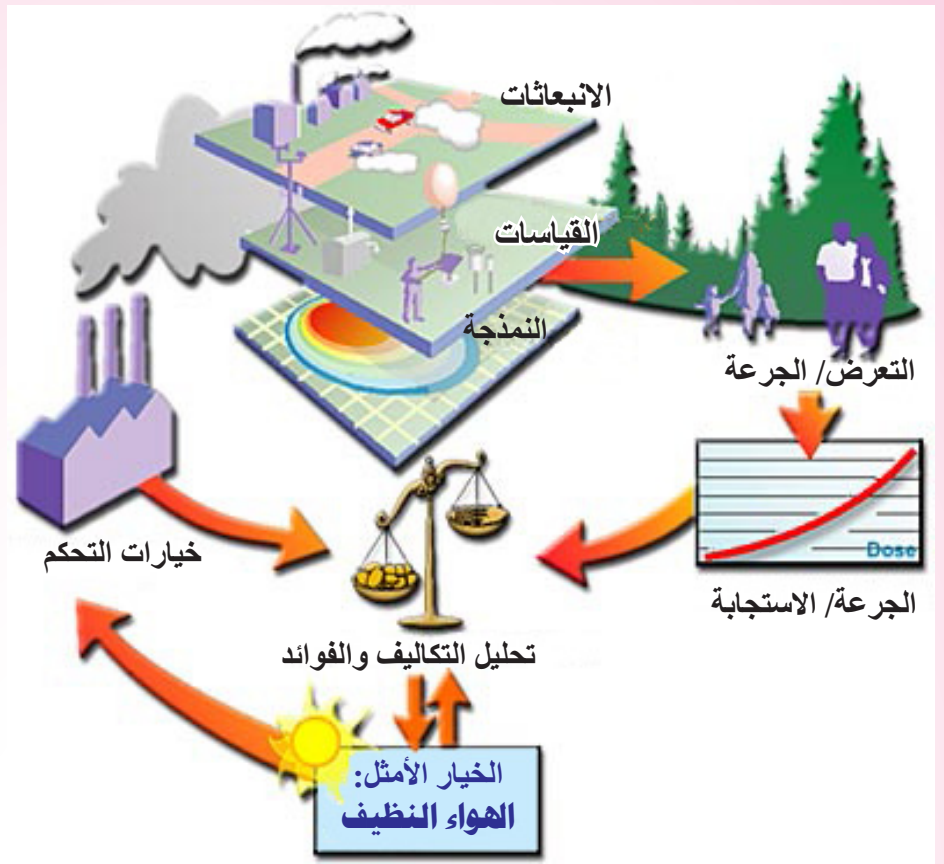 الانبعاثات
القياسات
النمذجة
التعرض/ الجرعة
Dose
الجرعة/ الاستجابة
خيارات التحكم
تحليل التكاليف والفوائد
الخيار الأمثل:
الهواء النظيف